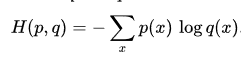 H(p, q) = − ∑ₓ p(x) log q(x).